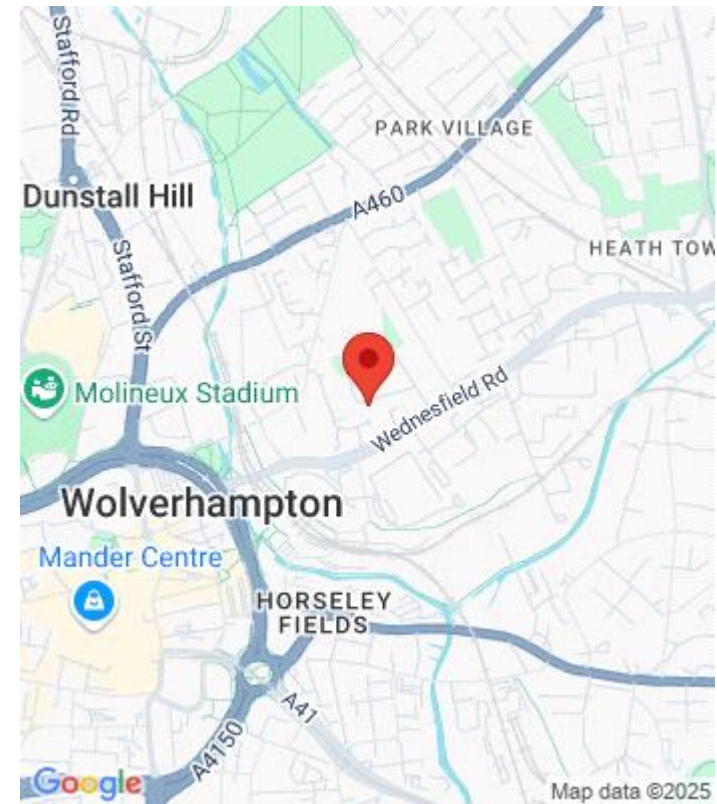 Stafford Rd
PARK VILLAGE
Dunstall Hill
A460
HEATH TOW
Stafford St
Molineux Stadium
Wednesfield Rd
Wolverhampton
Mander Centre
HORSELEY
FIELDS
A41
A4150
Google
Map data ©2025